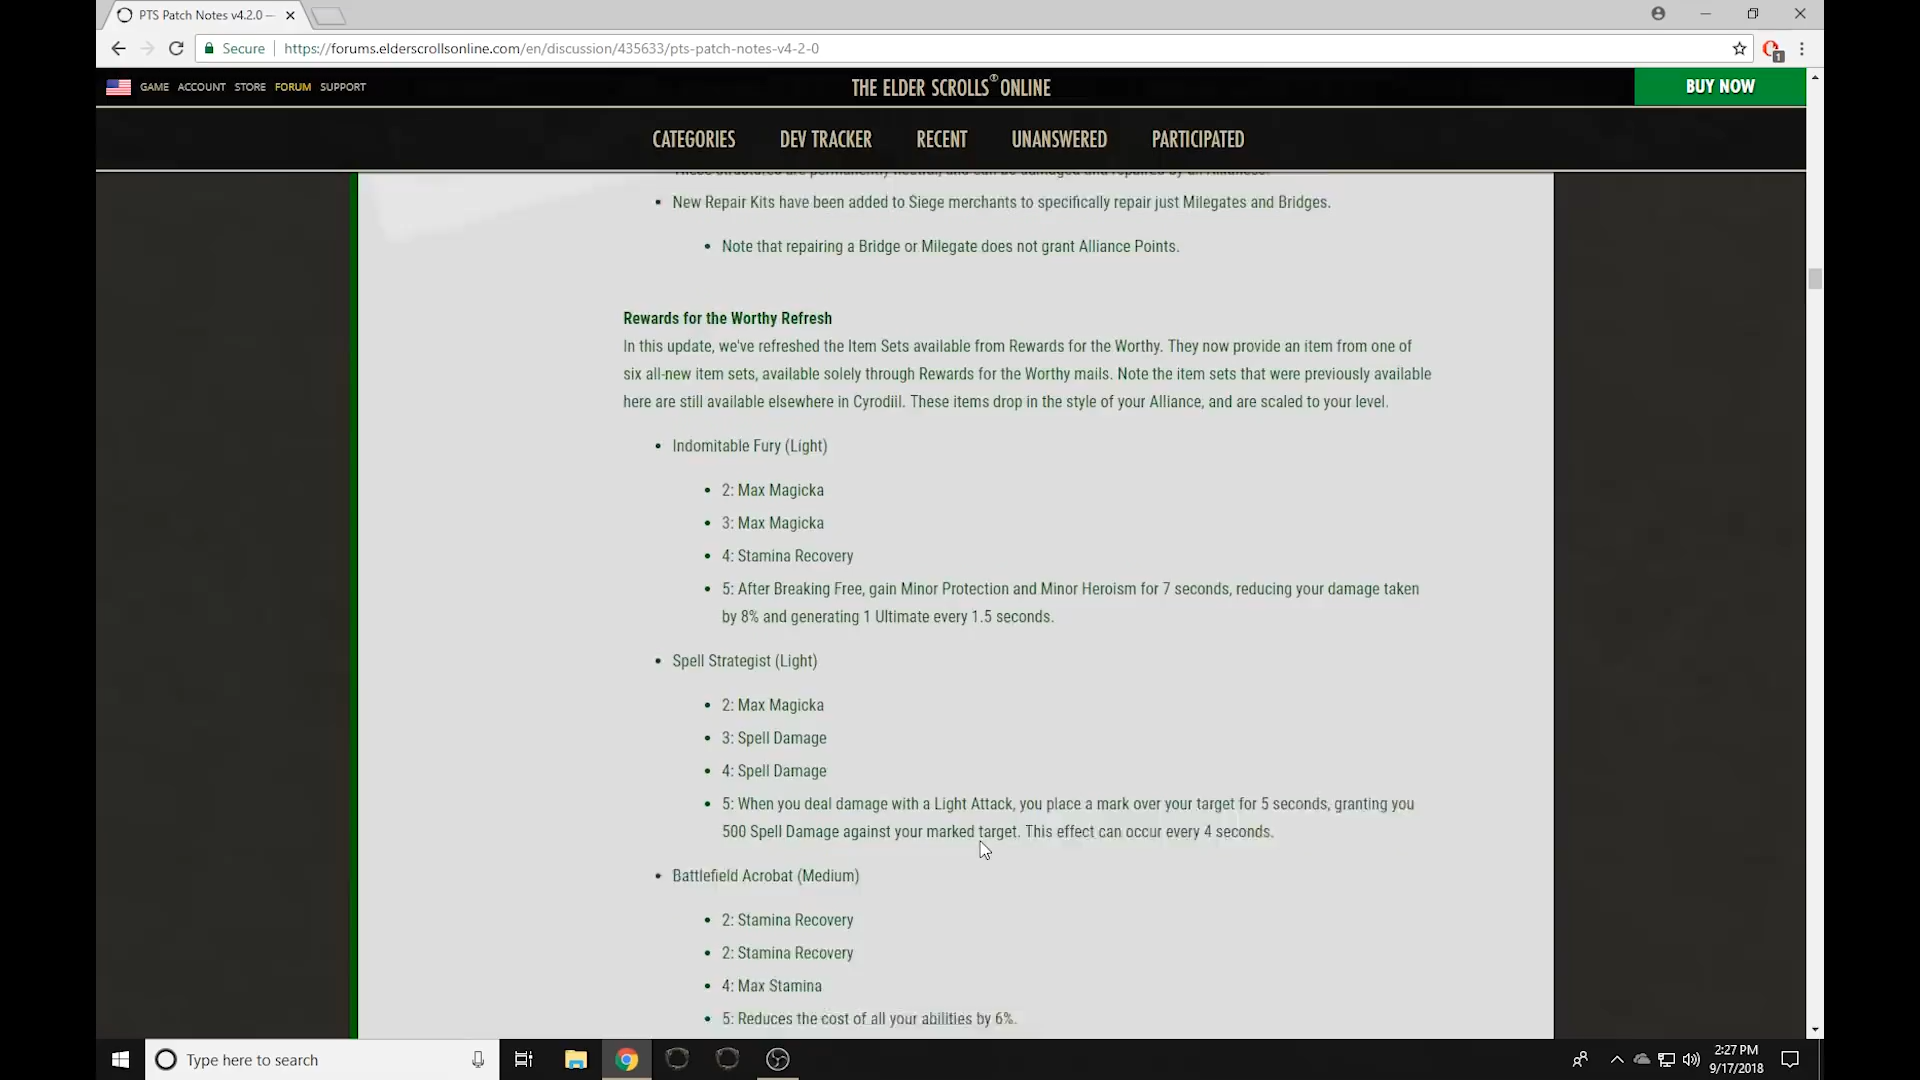 PTS Patch Notes v4.2.0 —
Secure
https://forums.elderscrollsonline.com/en/discussion/435633/pts-patch-notes-v4-2-0
1
GAME ACCOUNT STORE FORUM SUPPORT
THE ELDER SCROLLS® ONLINE
BUY NOW
CATEGORIES DEV TRACKER RECENT UNANSWERED PARTICIPATED
These structures are permanently neutral, and can be damaged and repaired by all Alliances.
New Repair Kits have been added to Siege merchants to specifically repair just Milegates and Bridges.
Note that repairing a Bridge or Milegate does not grant Alliance Points.
Rewards for the Worthy Refresh
In this update, we've refreshed the Item Sets available from Rewards for the Worthy. They now provide an item from one of
six all-new item sets, available solely through Rewards for the Worthy mails. Note the item sets that were previously available
here are still available elsewhere in Cyrodiil. These items drop in the style of your Alliance, and are scaled to your level.
Indomitable Fury (Light)
2: Max Magicka
3: Max Magicka
4: Stamina Recovery
5: After Breaking Free, gain Minor Protection and Minor Heroism for 7 seconds, reducing your damage taken
by 8% and generating 1 Ultimate every 1.5 seconds.
Spell Strategist (Light)
2: Max Magicka
3: Spell Damage
4: Spell Damage
5: When you deal damage with a Light Attack, you place a mark over your target for 5 seconds, granting you
500 Spell Damage against your marked target. This effect can occur every 4 seconds.
Battlefield Acrobat (Medium)
2: Stamina Recovery
2: Stamina Recovery
4: Max Stamina
5: Reduces the cost of all your abilities by 6%.
Type here to search
2:27 PM
9/17/2018